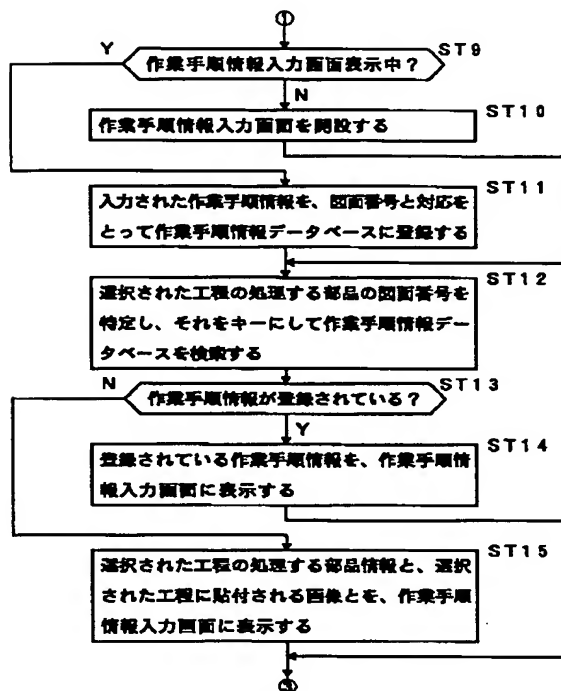 ①
Y
作業手順情報入力画面表示中？
ST9
N
ST10
作業手順情報入力画面を開設する
ST11
入力された作業手順情報を、図面番号と対応を
とって作業手順情報データベースに登録する
ST12
選択された工程の処理する部品の図面番号を
特定し、それをキーにして作業手順情報デー
タベースを検索する
N
ST13
作業手順情報が登録されている？
Y
ST14
登録されている作業手順情報を、作業手順情
報入力画面に表示する
ST15
選択された工程の処理する部品情報と、選択
された工程に貼付される画像とを、作業手順
情報入力画面に表示する
③